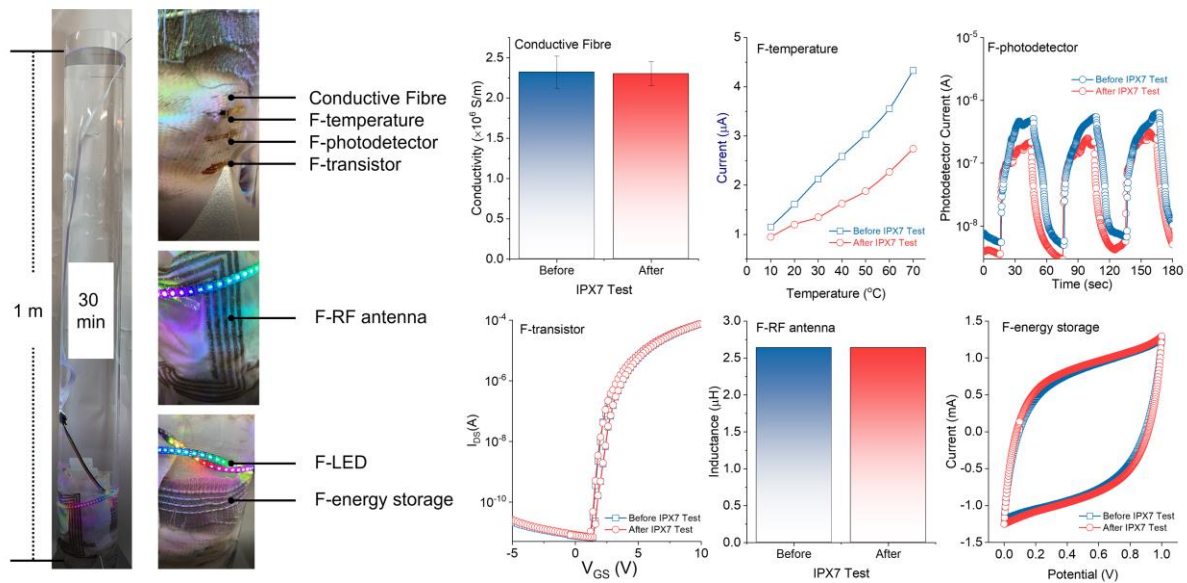 1 m
30
min
Conductive Fibre
F-temperature
F-photodetector
F-transistor
F-RF antenna
F-LED
F-energy storage
Conductive Fibre
Conductivity (×10⁶ S/m)
2.5
2.0
1.5
1.0
0.5
0.0
Before
After
IPX7 Test
F-temperature
Current (μA)
5
4
3
2
1
Before IPX7 Test
After IPX7 Test
10 20 30 40 50 60 70
Temperature (°C)
F-photodetector
Before IPX7 Test
After IPX7 Test
Photodetector Current (A)
10⁻⁵
10⁻⁶
10⁻⁷
10⁻⁸
0 30 60 90 120 150 180
Time (sec)
F-transistor
I_DS(A)
10⁻⁴
10⁻⁶
10⁻⁸
10⁻¹⁰
Before IPX7 Test
After IPX7 Test
-5 0 5 10
V_GS (V)
F-RF antenna
Inductance (μH)
3.0
2.5
2.0
1.5
1.0
0.5
0.0
Before
After
IPX7 Test
F-energy storage
Current (mA)
1.5
1.0
0.5
0.0
-0.5
-1.0
-1.5
Before IPX7 Test
After IPX7 Test
0.0 0.2 0.4 0.6 0.8 1.0
Potential (V)